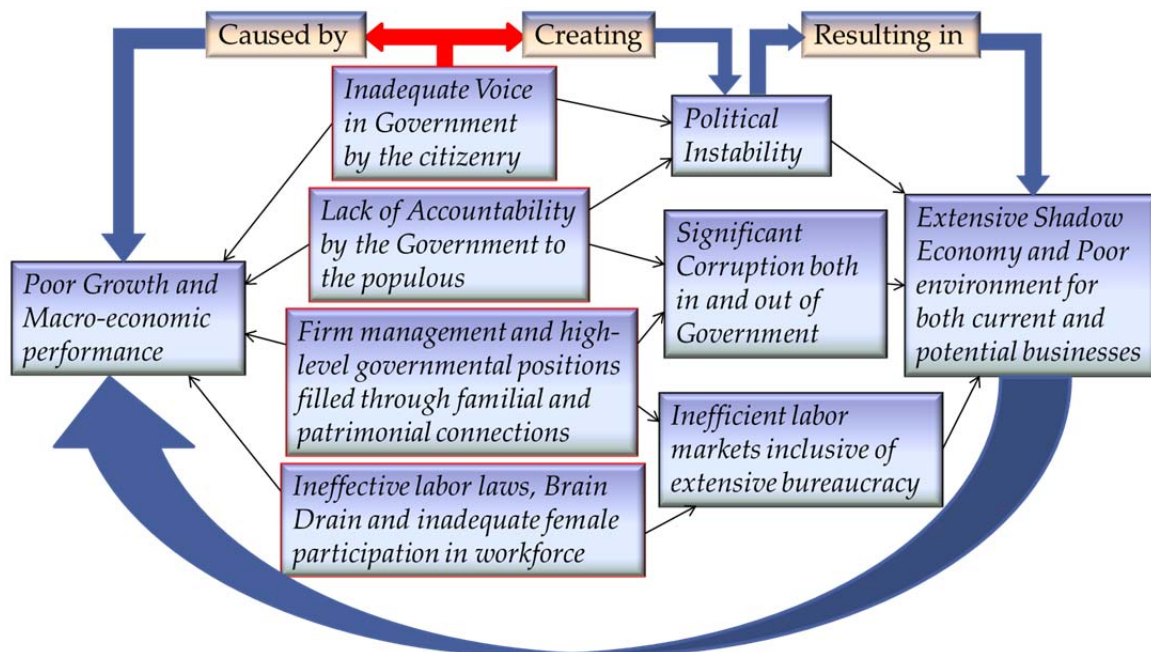 Caused by
Creating
Resulting in
Inadequate Voice
in Government
by the citizenry
Political
Instability
Lack of Accountability
by the Government to
the populous
Significant
Corruption both
in and out of
Government
Extensive Shadow
Economy and Poor
environment for
both current and
potential businesses
Poor Growth and
Macro-economic
performance
Firm management and high-
level governmental positions
filled through familial and
patrimonial connections
Inefficient labor
markets inclusive of
extensive bureaucracy
Ineffective labor laws, Brain
Drain and inadequate female
participation in workforce